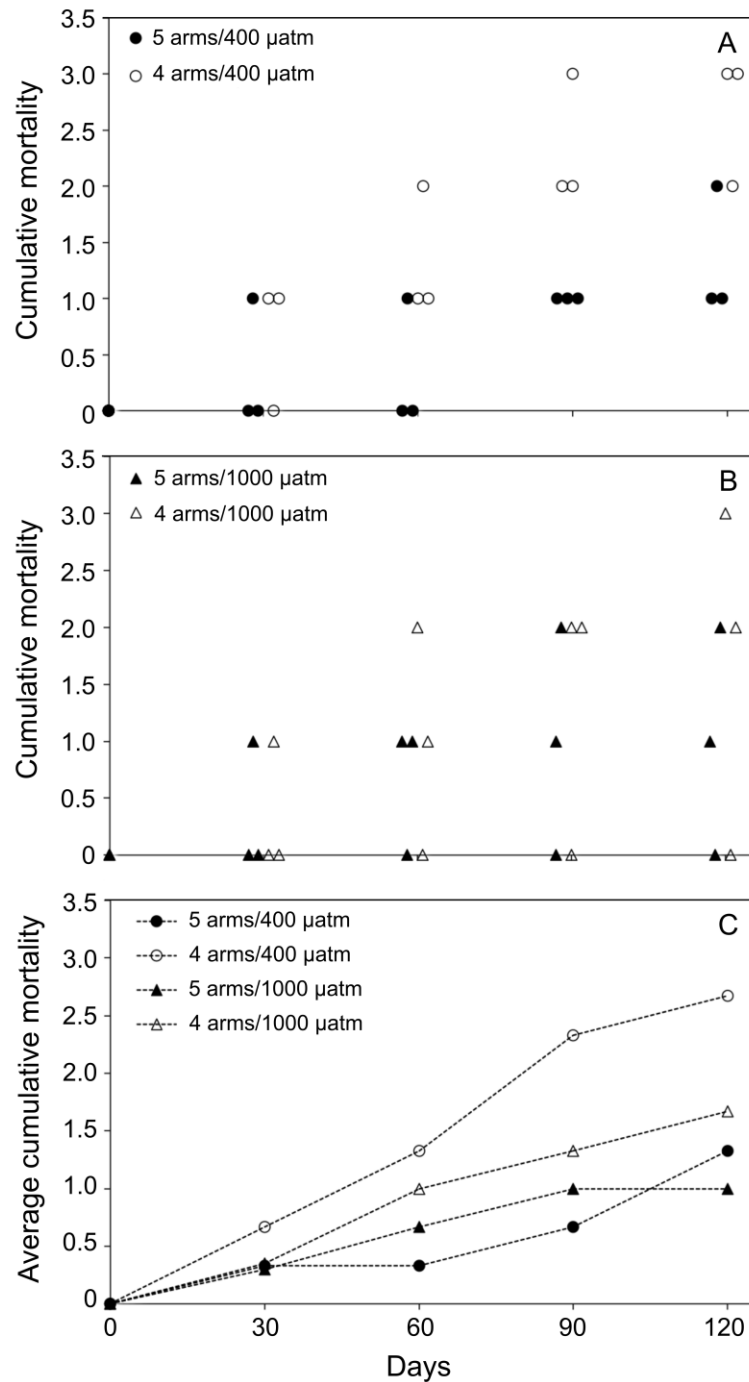 3.5
3.0
2.5
2.0
1.5
1.0
0.5
0
Cumulative mortality
5 arms/400 µatm
4 arms/400 µatm
A
3.5
3.0
2.5
2.0
1.5
1.0
0.5
0
Cumulative mortality
5 arms/1000 µatm
4 arms/1000 µatm
B
3.5
3.0
2.5
2.0
1.5
1.0
0.5
0
Average cumulative mortality
5 arms/400 µatm
4 arms/400 µatm
5 arms/1000 µatm
4 arms/1000 µatm
C
0 30 60 90 120
Days